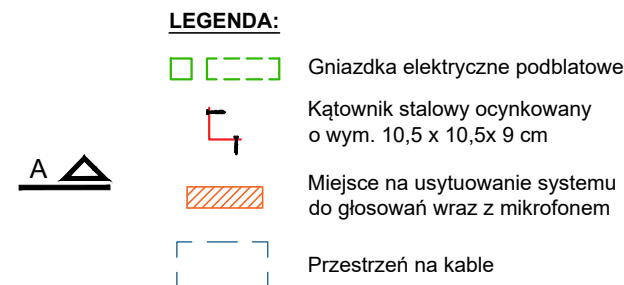 LEGENDA:
Gniazdka elektryczne podblatowe
Kątownik stalowy ocynkowany
o wym. 10,5 x 10,5x 9 cm
A
Miejsce na usytuowanie systemu
do głosowań wraz z mikrofonem
Przestrzeń na kable